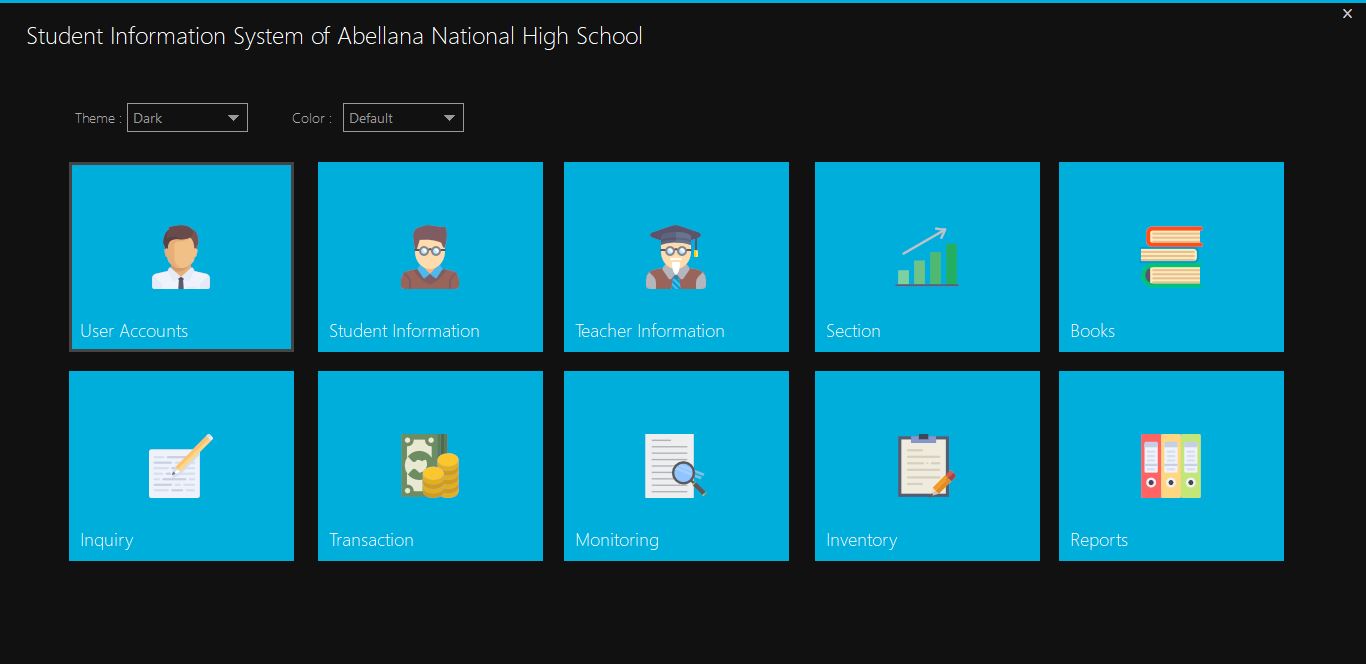 Student Information System of Abellana National High School
Theme : Dark Color : Default
User Accounts Student Information Teacher Information Section Books
Inquiry Transaction Monitoring Inventory Reports